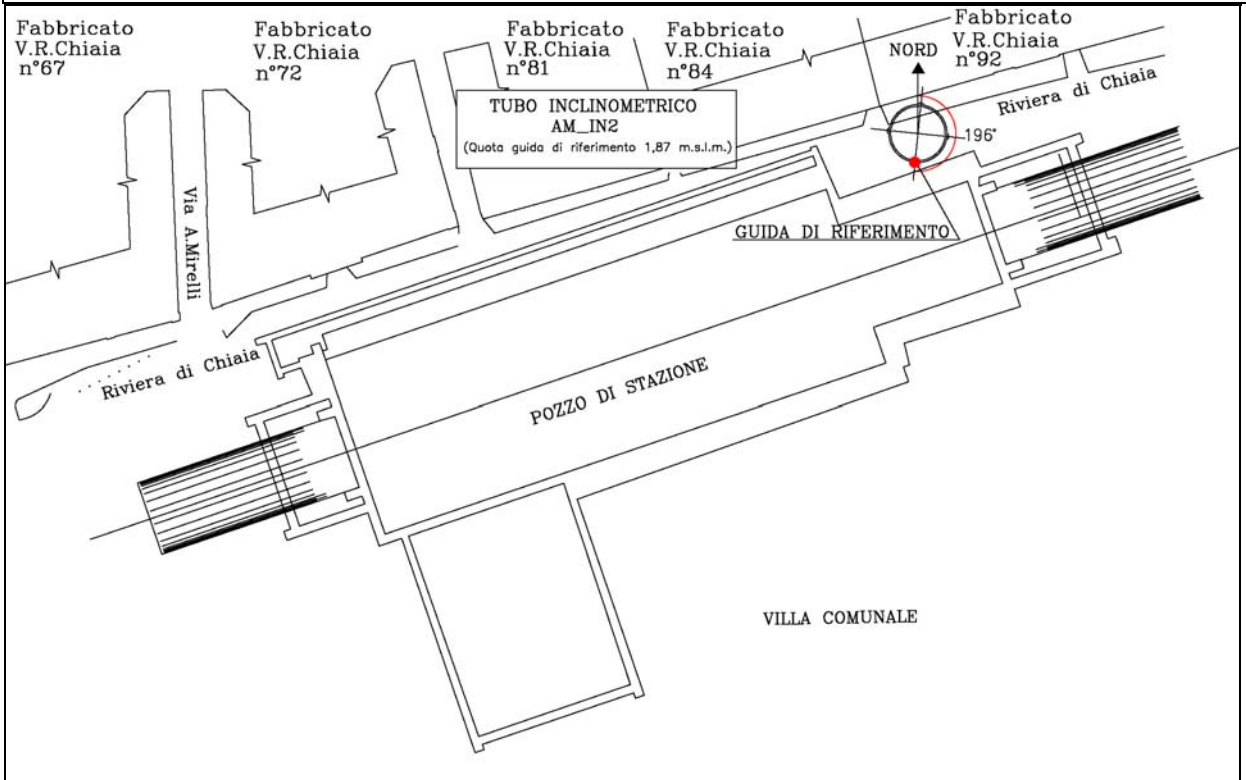 Fabbricato
V.R.Chiaia
n°67
Fabbricato
V.R.Chiaia
n°72
Fabbricato
V.R.Chiaia
n°81
Fabbricato
V.R.Chiaia
n°84
Fabbricato
V.R.Chiaia
n°92
NORD
TUBO INCLINOMETRICO
AM_IN2
(Quota guida di riferimento 1,87 m.s.l.m.)
Riviera di Chiaia
196°
Via A.Mirelli
GUIDA DI RIFERIMENTO
Riviera di Chiaia
POZZO DI STAZIONE
VILLA COMUNALE